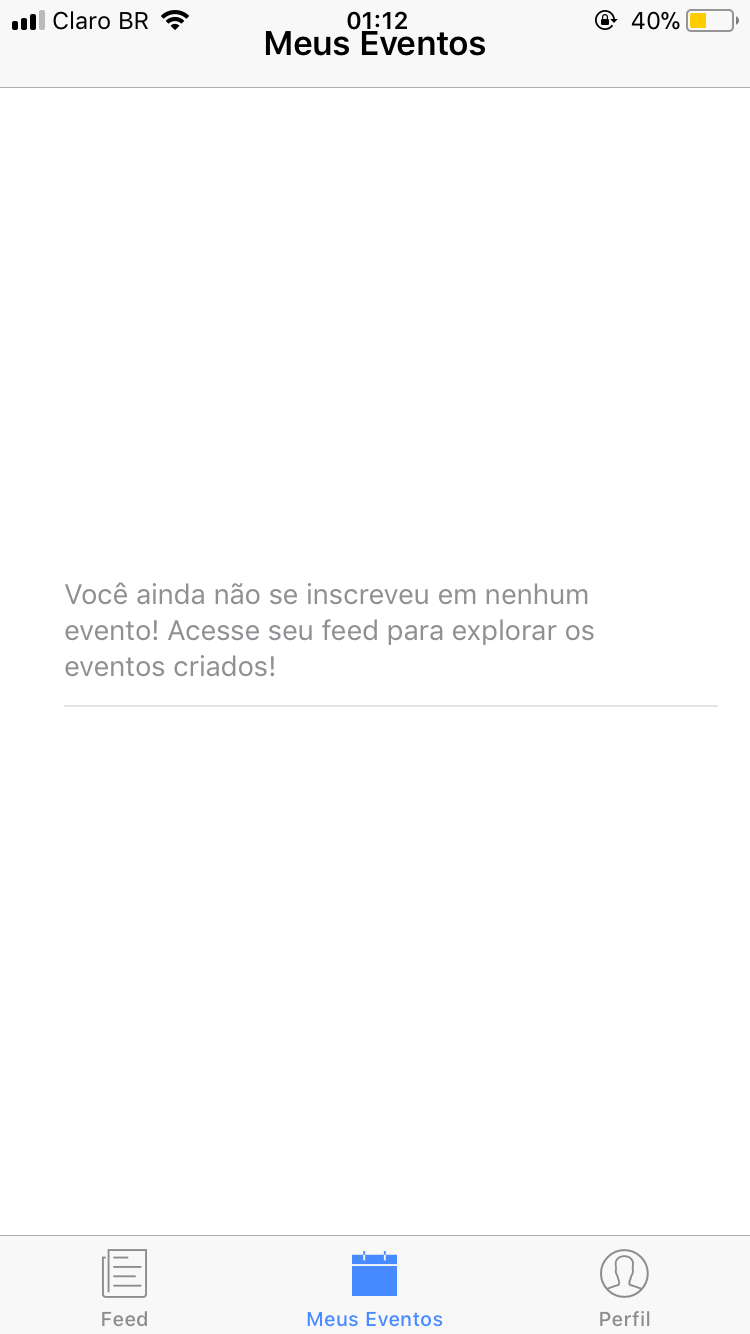 Claro BR 01:12 40%
Meus Eventos
Você ainda não se inscreveu em nenhum
evento! Acesse seu feed para explorar os
eventos criados!
Feed Meus Eventos Perfil